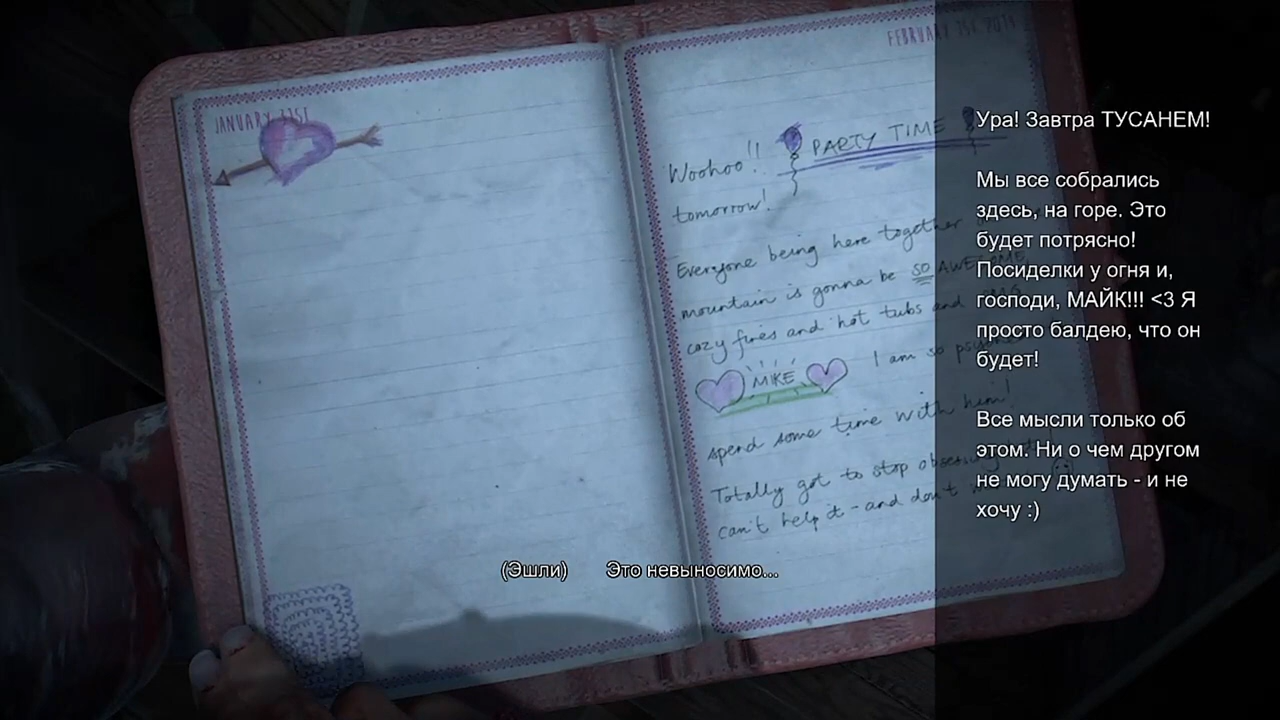 JANUARY 31ST
FEBRUARY
Woohoo!! PARTY TIME
tomorrow!
Everyone being here together
mountain is gonna be SO AWESOME
cozy fires and hot tubs and OMG
MIKE I am so
spend some time with him!
Totally got to stop
can't help it - and don't
Ура! Завтра ТУСАНЕМ!
Мы все собрались
здесь, на горе. Это
будет потрясно!
Посиделки у огня и,
господи, МАЙК!!! <3 Я
просто балдею, что он
будет!
Все мысли только об
этом. Ни о чем другом
не могу думать - и не
хочу :)
(Эшли) Это невыносимо...